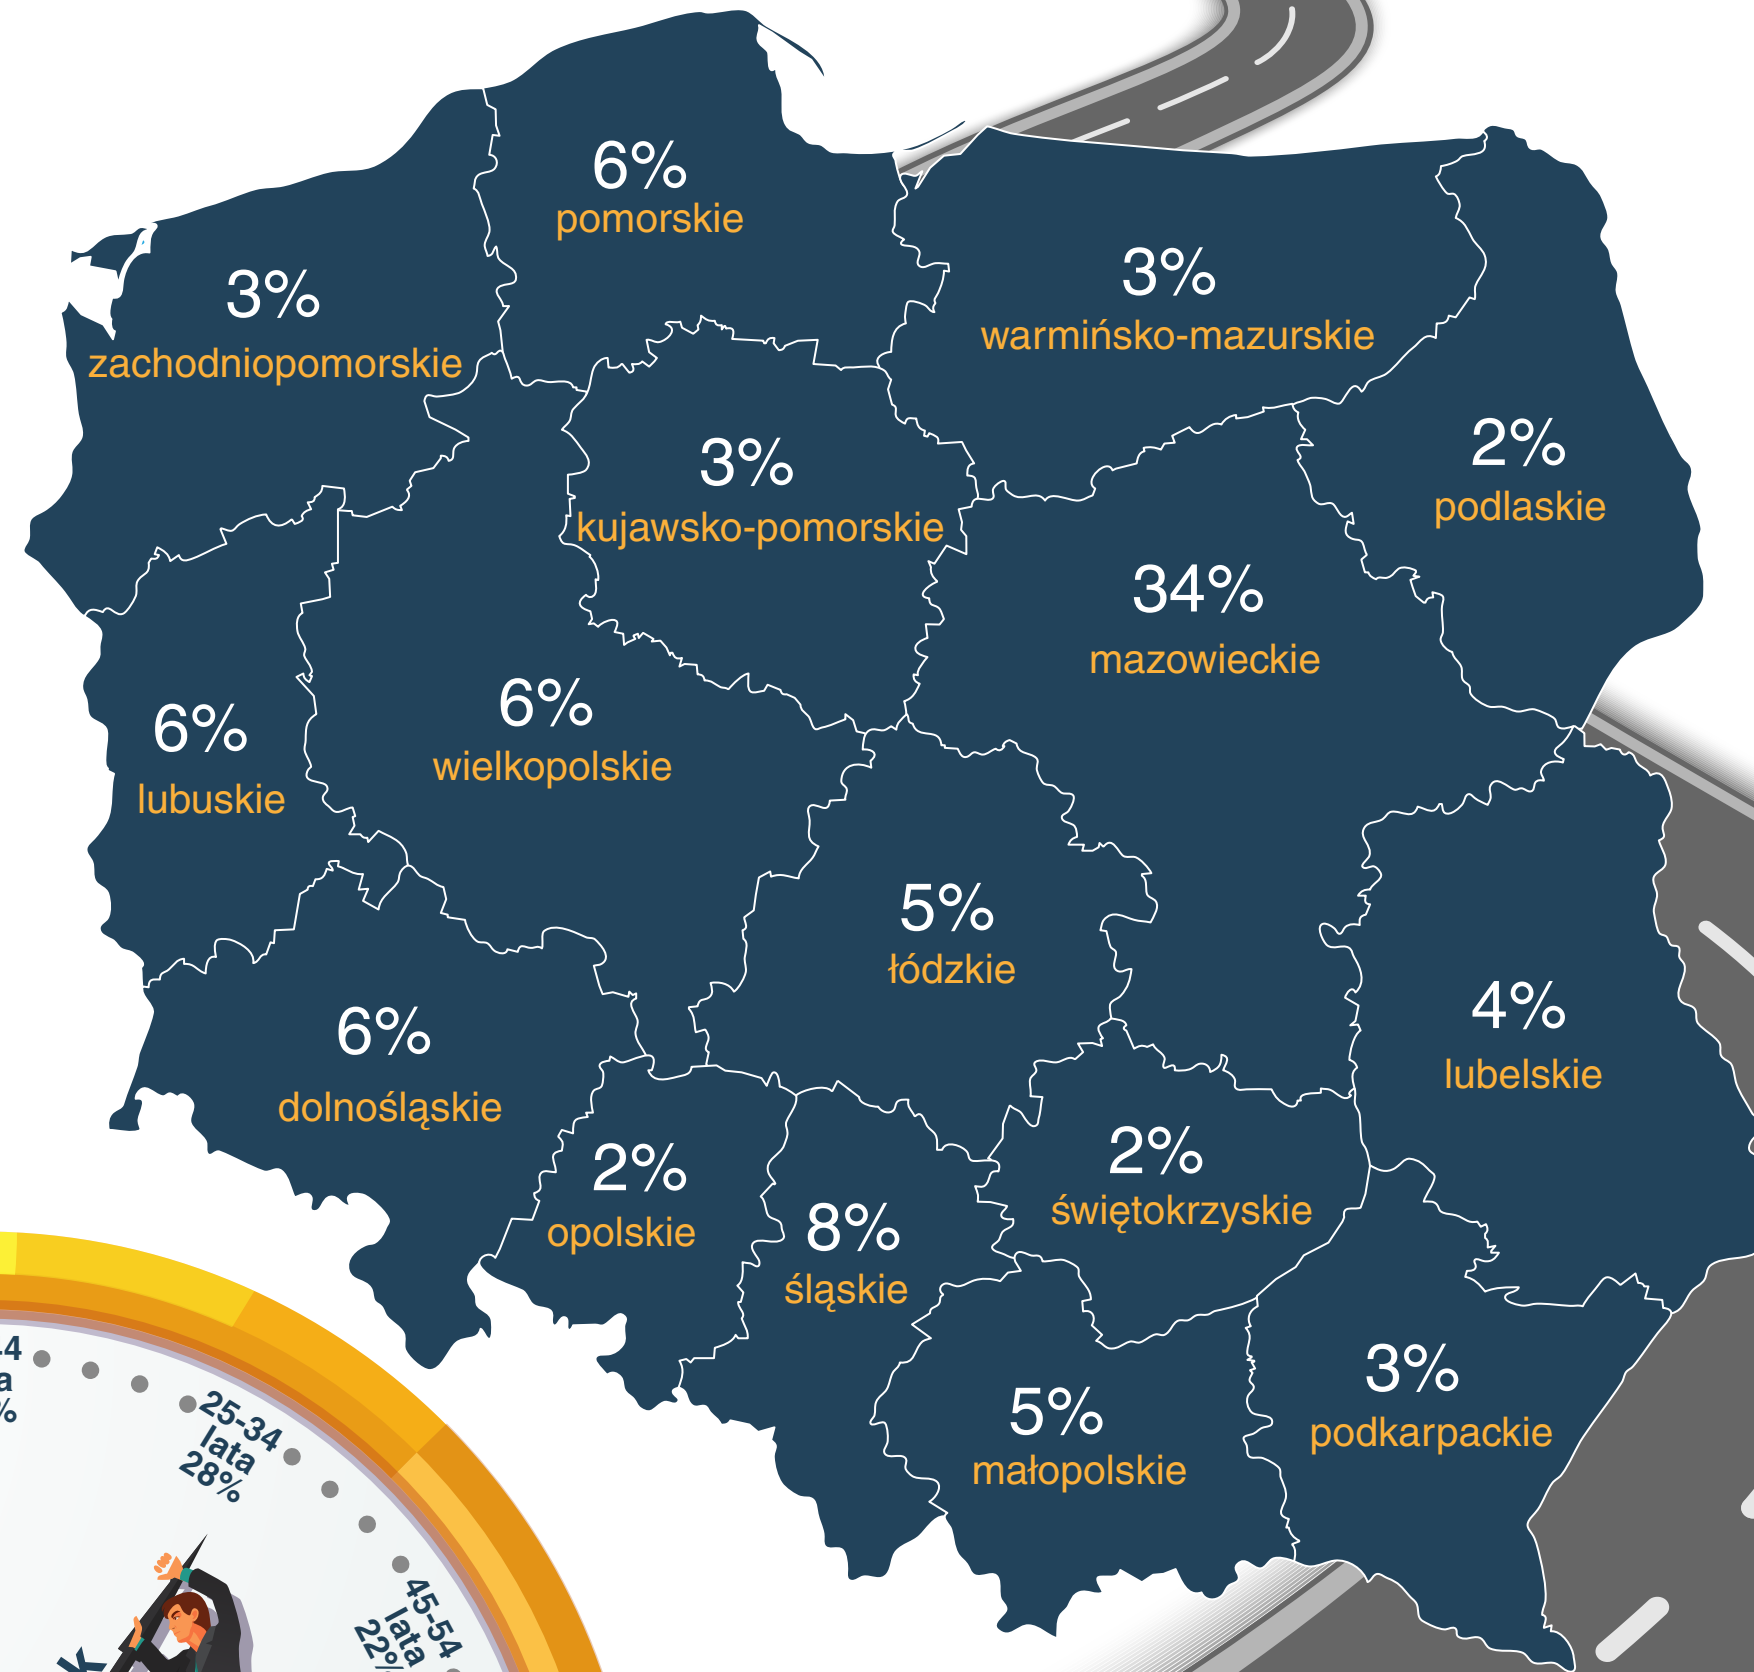 6%
pomorskie
3%
warmińsko-mazurskie
3%
zachodniopomorskie
3%
kujawsko-pomorskie
2%
podlaskie
34%
mazowieckie
6%
wielkopolskie
6%
lubuskie
5%
łódzkie
4%
lubelskie
6%
dolnośląskie
2%
opolskie
2%
świętokrzyskie
8%
śląskie
3%
podkarpackie
5%
małopolskie
25-34
lata
28%
45-54
lata
22%